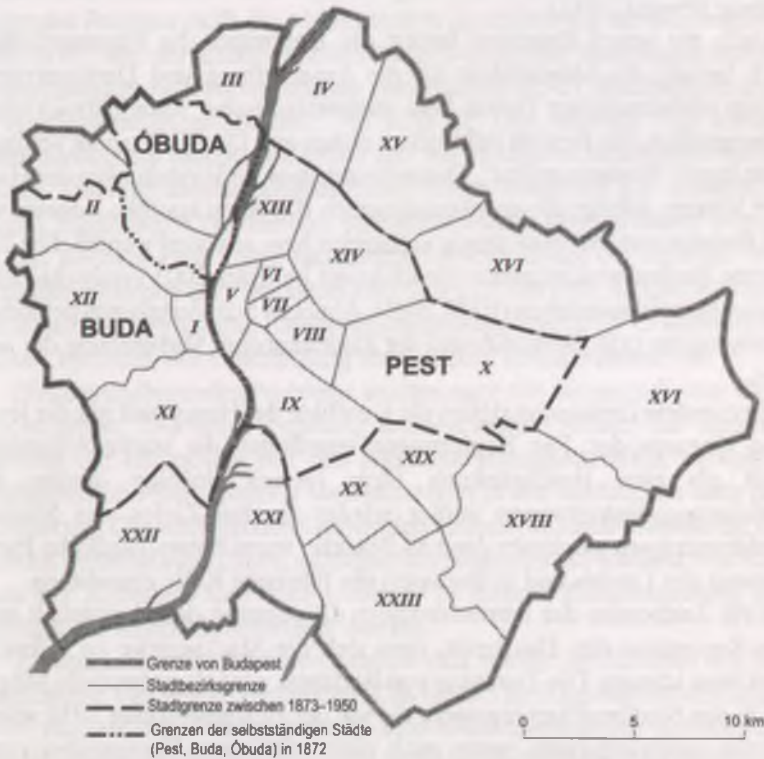 III
IV
ÓBUDA
XV
II
XIII
XIV
XVI
XII
V
VI
VII
BUDA
I
VIII
PEST X
XVI
XI
IX
XIX
XX
XXI
XVIII
XXII
XXIII
Grenze von Budapest
Stadtbezirksgrenze
Stadtgrenze zwischen 1873–1950
Grenzen der selbstständigen Städte
(Pest, Buda, Óbuda) in 1872
0 5 10 km